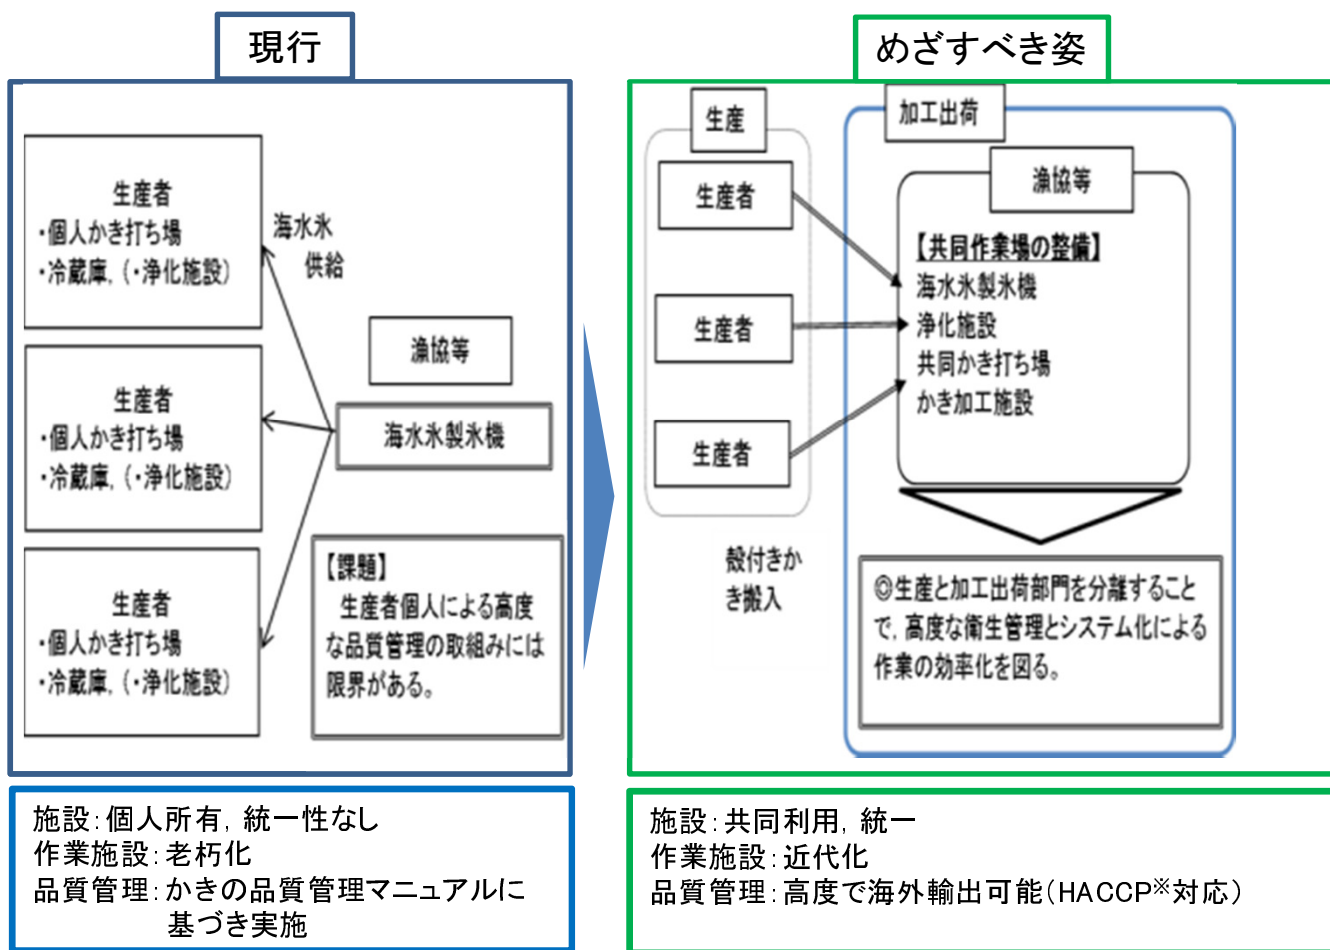 現行
生産者
・個人かき打ち場
・冷蔵庫,（・浄化施設）
海水氷
供給
生産者
・個人かき打ち場
・冷蔵庫,（・浄化施設）
漁協等
海水氷製氷機
生産者
・個人かき打ち場
・冷蔵庫,（・浄化施設）
【課題】
生産者個人による高度
な品質管理の取組みには
限界がある。
施設：個人所有，統一性なし
作業施設：老朽化
品質管理：かきの品質管理マニュアルに
基づき実施
めざすべき姿
生産
生産者
生産者
生産者
殻付きか
き搬入
加工出荷
漁協等
【共同作業場の整備】
海水氷製氷機
浄化施設
共同かき打ち場
かき加工施設
◎生産と加工出荷部門を分離すること
で，高度な衛生管理とシステム化による
作業の効率化を図る。
施設：共同利用，統一
作業施設：近代化
品質管理：高度で海外輸出可能（HACCP※対応）